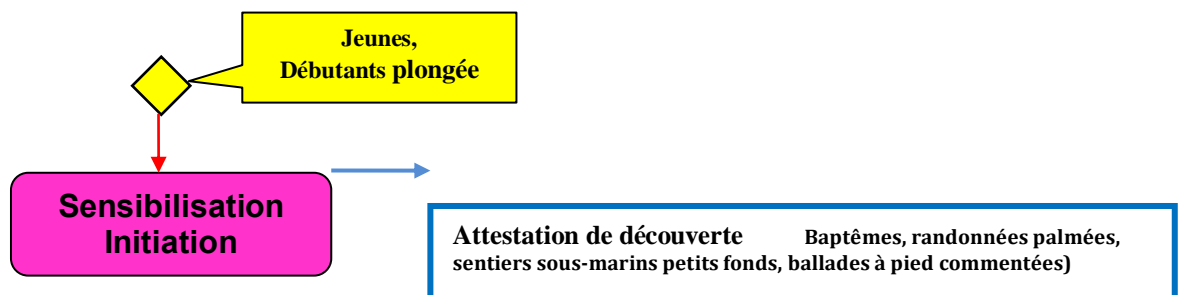 Jeunes,
Débutants plongée
Sensibilisation
Initiation
Attestation de découverte Baptêmes, randonnées palmées,
sentiers sous-marins petits fonds, ballades à pied commentées)